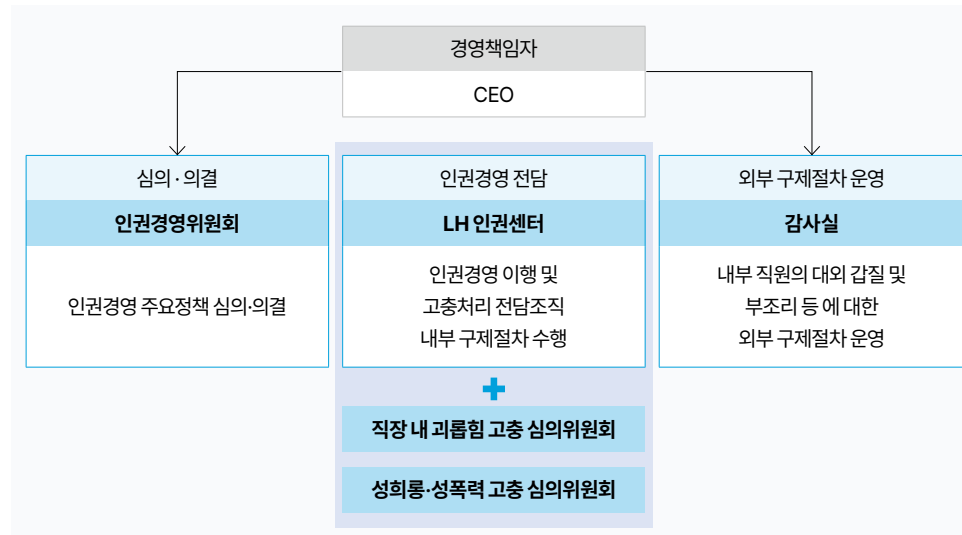 경영책임자
CEO
심의 · 의결
인권경영위원회
인권경영 주요정책 심의·의결
인권경영 전담
LH 인권센터
인권경영 이행 및
고충처리 전담조직
내부 구제절차 수행
외부 구제절차 운영
감사실
내부 직원의 대외 갑질 및
부조리 등 에 대한
외부 구제절차 운영
직장 내 괴롭힘 고충 심의위원회
성희롱·성폭력 고충 심의위원회